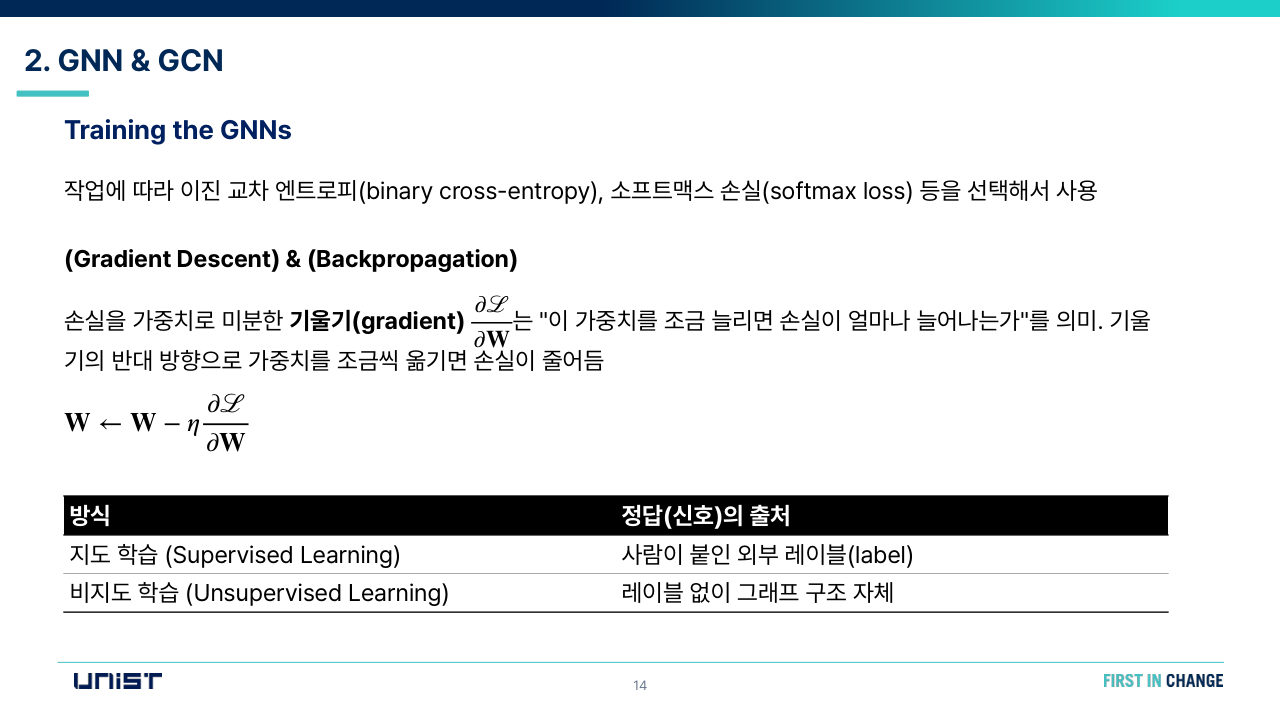 2. GNN & GCN
Training the GNNs
작업에 따라 이진 교차 엔트로피(binary cross-entropy), 소프트맥스 손실(softmax loss) 등을 선택해서 사용
(Gradient Descent) & (Backpropagation)
손실을 가중치로 미분한 기울기(gradient) ∂ℒ/∂𝐖는 "이 가중치를 조금 늘리면 손실이 얼마나 늘어나는가"를 의미. 기울
기의 반대 방향으로 가중치를 조금씩 옮기면 손실이 줄어듬
𝐖 ← 𝐖 − η ∂ℒ/∂𝐖
방식 정답(신호)의 출처
지도 학습 (Supervised Learning) 사람이 붙인 외부 레이블(label)
비지도 학습 (Unsupervised Learning) 레이블 없이 그래프 구조 자체
UNIST 14 FIRST IN CHANGE